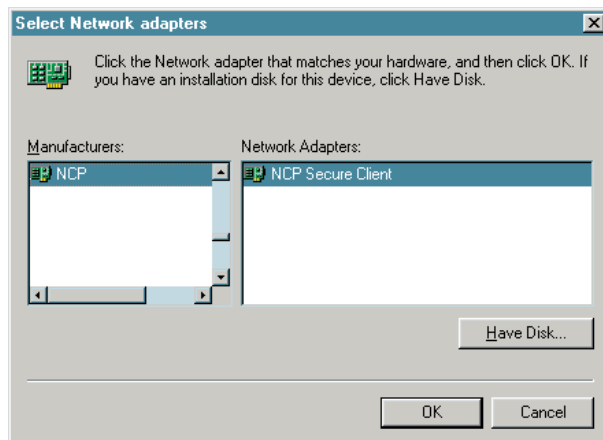 Select Network adapters
Click the Network adapter that matches your hardware, and then click OK. If
you have an installation disk for this device, click Have Disk.
Manufacturers:
Network Adapters:
NCP
NCP Secure Client
Have Disk...
OK
Cancel